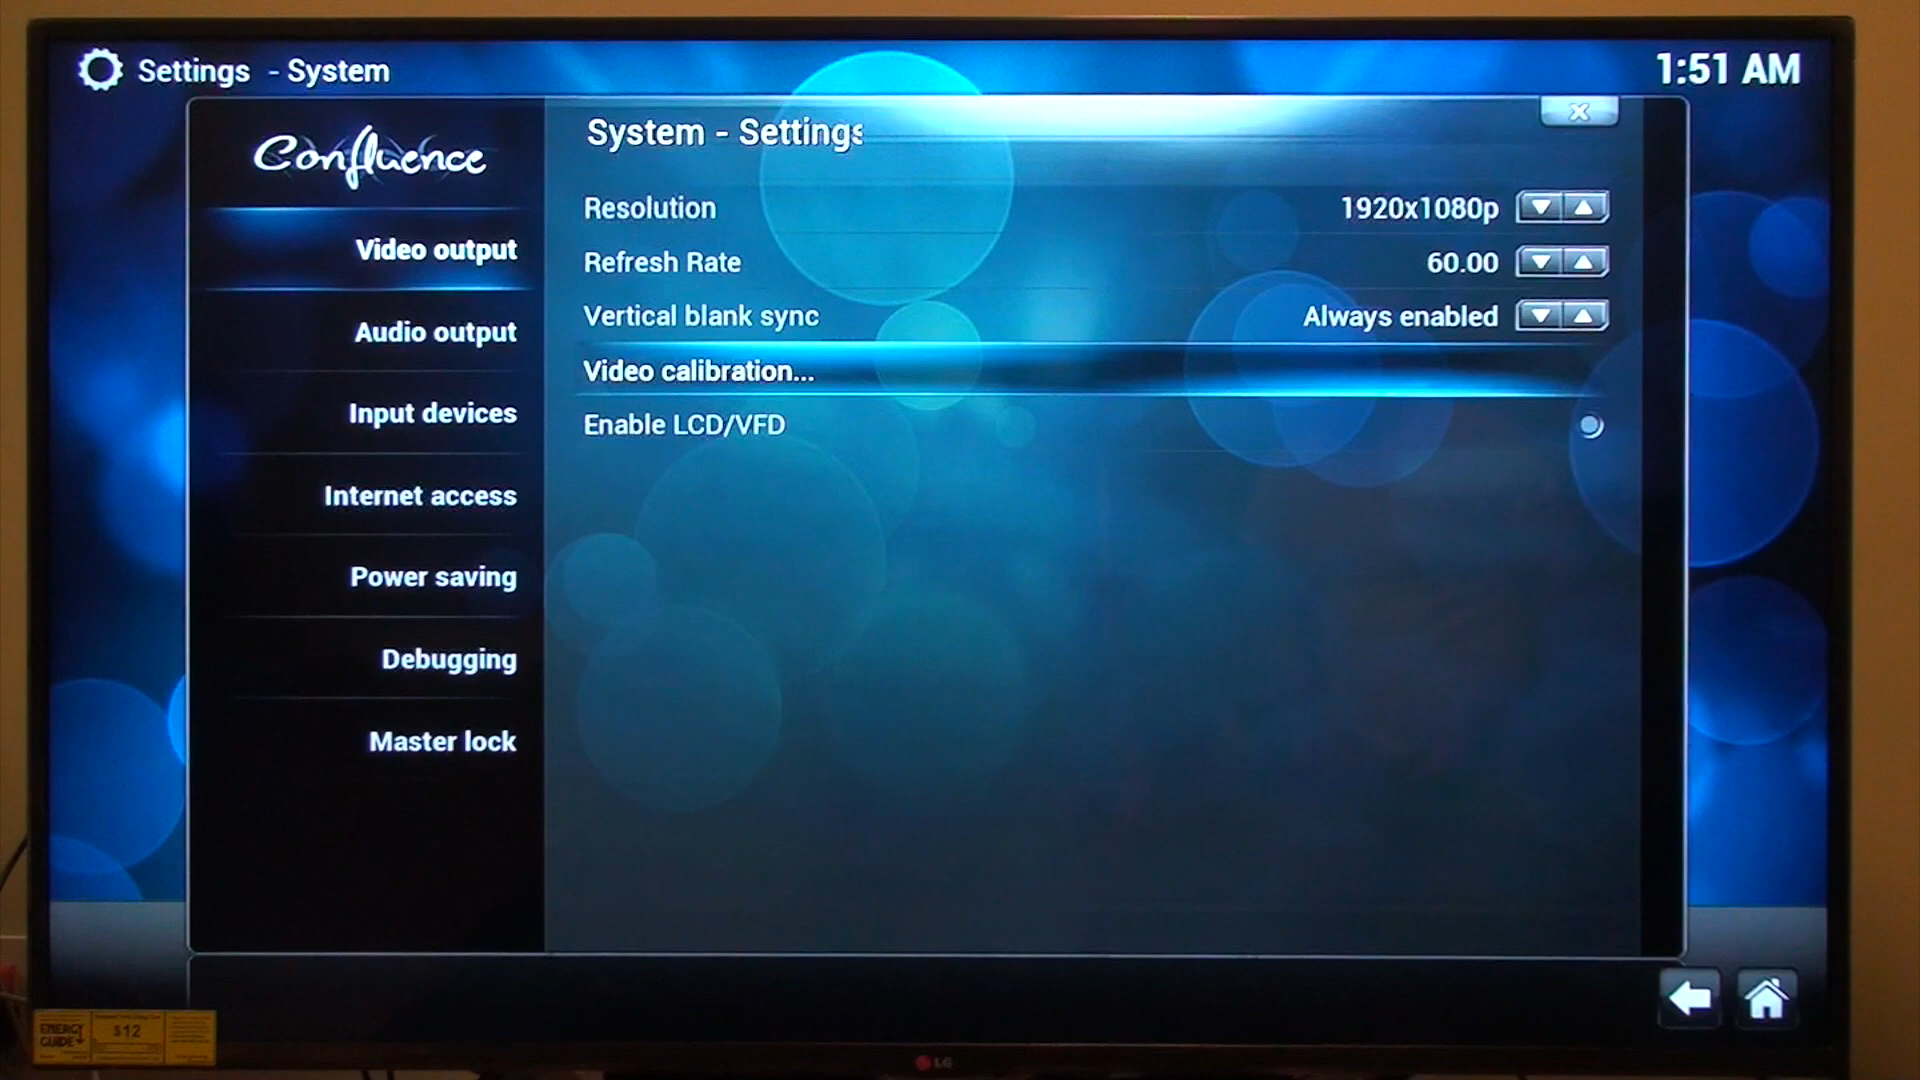 Settings - System
1:51 AM
Confluence
System - Settings
x
Resolution 1920x1080p
Refresh Rate 60.00
Vertical blank sync Always enabled
Video calibration...
Enable LCD/VFD
Video output
Audio output
Input devices
Internet access
Power saving
Debugging
Master lock
ENERGY
GUIDE
$12
LG